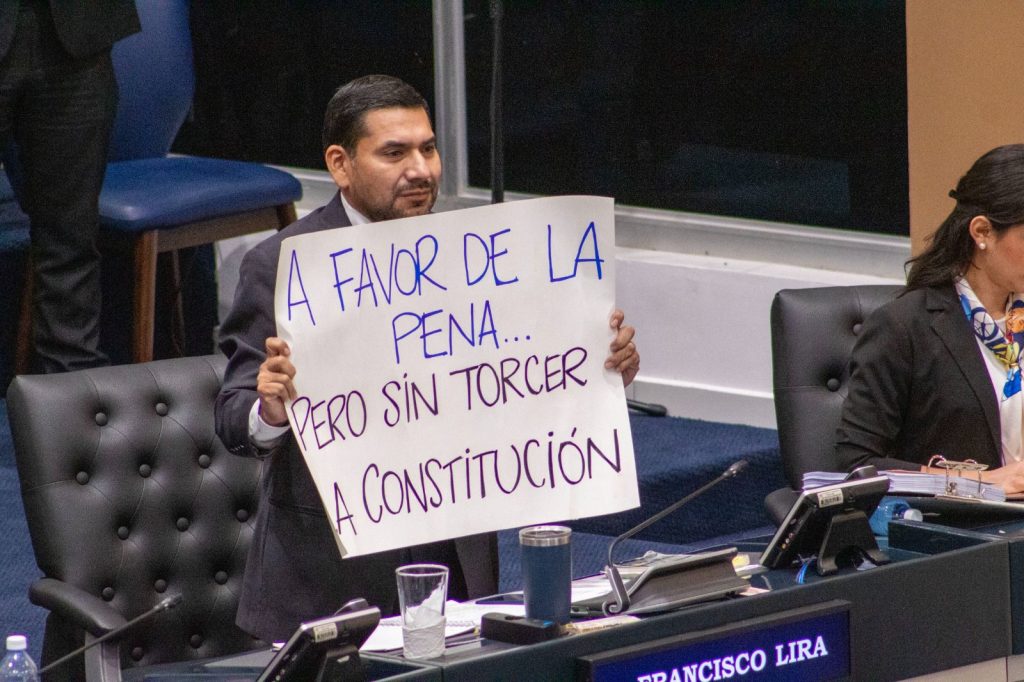 A FAVOR DE LA
PENA...
PERO SIN TORCER
A CONSTITUCIÓN
FRANCISCO LIRA